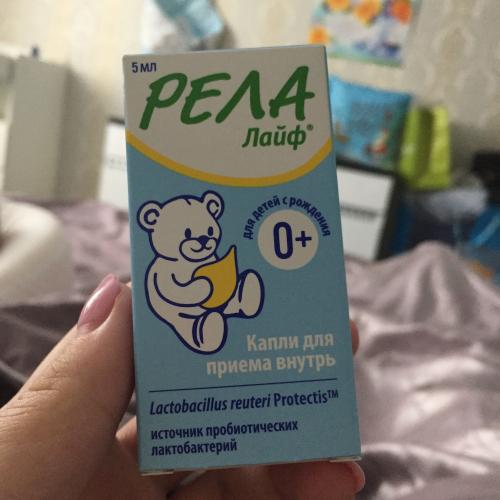 5 мл
РЕЛА
Лайф®
для детей с рождения
0+
Капли для
приема внутрь
Lactobacillus reuteri Protectis™
источник пробиотических
лактобактерий